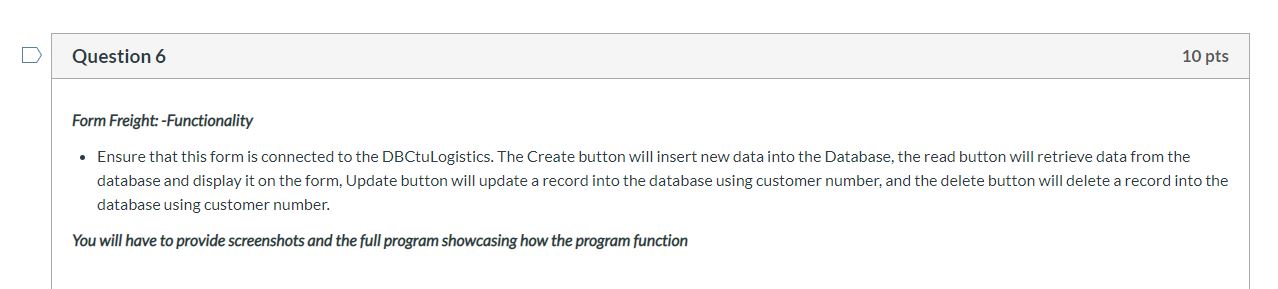 Question 6
10 pts
Form Freight: -Functionality
• Ensure that this form is connected to the DBCtuLogistics. The Create button will insert new data into the Database, the read button will retrieve data from the
database and display it on the form, Update button will update a record into the database using customer number, and the delete button will delete a record into the
database using customer number.
You will have to provide screenshots and the full program showcasing how the program function